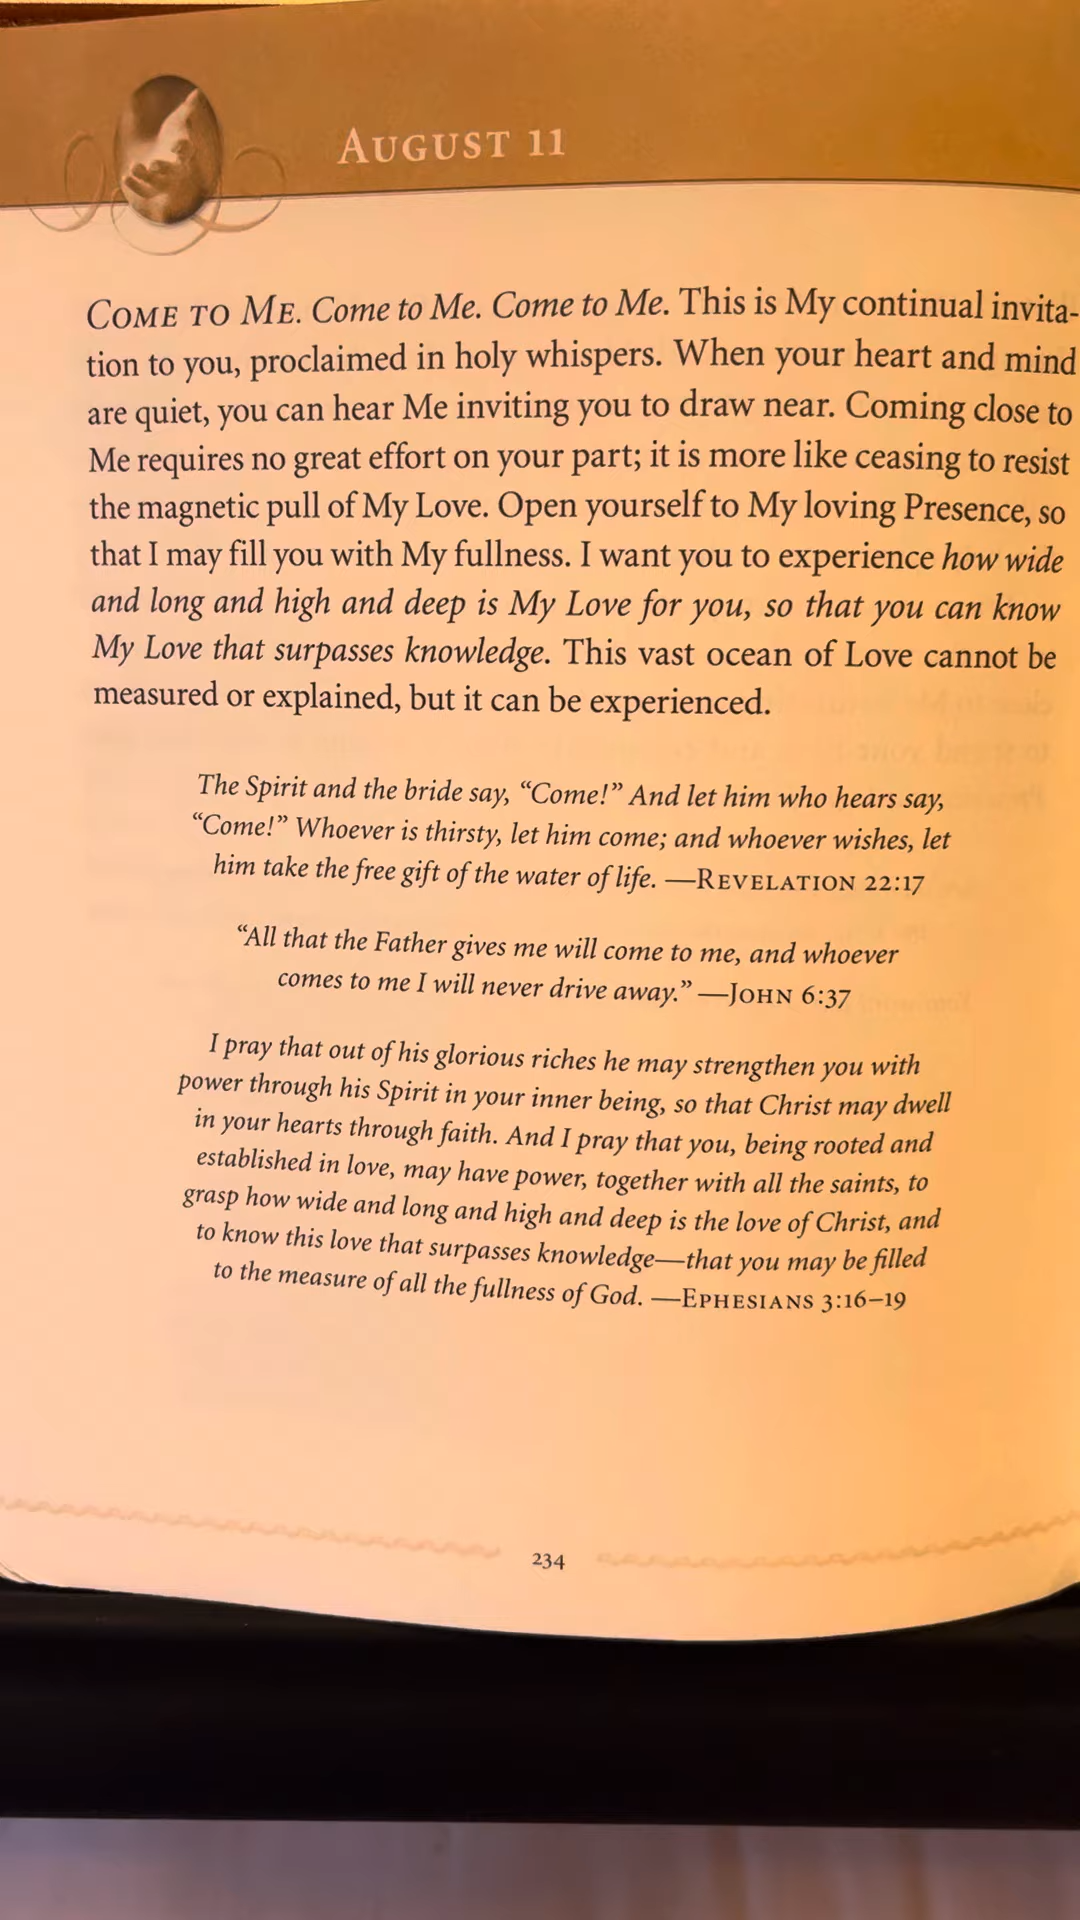 AUGUST 11
COME TO ME. Come to Me. Come to Me. This is My continual invita-
tion to you, proclaimed in holy whispers. When your heart and mind
are quiet, you can hear Me inviting you to draw near. Coming close to
Me requires no great effort on your part; it is more like ceasing to resist
the magnetic pull of My Love. Open yourself to My loving Presence, so
that I may fill you with My fullness. I want you to experience how wide
and long and high and deep is My Love for you, so that you can know
My Love that surpasses knowledge. This vast ocean of Love cannot be
measured or explained, but it can be experienced.
The Spirit and the bride say, “Come!” And let him who hears say,
“Come!” Whoever is thirsty, let him come; and whoever wishes, let
him take the free gift of the water of life. —REVELATION 22:17
“All that the Father gives me will come to me, and whoever
comes to me I will never drive away.” —JOHN 6:37
I pray that out of his glorious riches he may strengthen you with
power through his Spirit in your inner being, so that Christ may dwell
in your hearts through faith. And I pray that you, being rooted and
established in love, may have power, together with all the saints, to
grasp how wide and long and high and deep is the love of Christ, and
to know this love that surpasses knowledge—that you may be filled
to the measure of all the fullness of God. —EPHESIANS 3:16–19
234